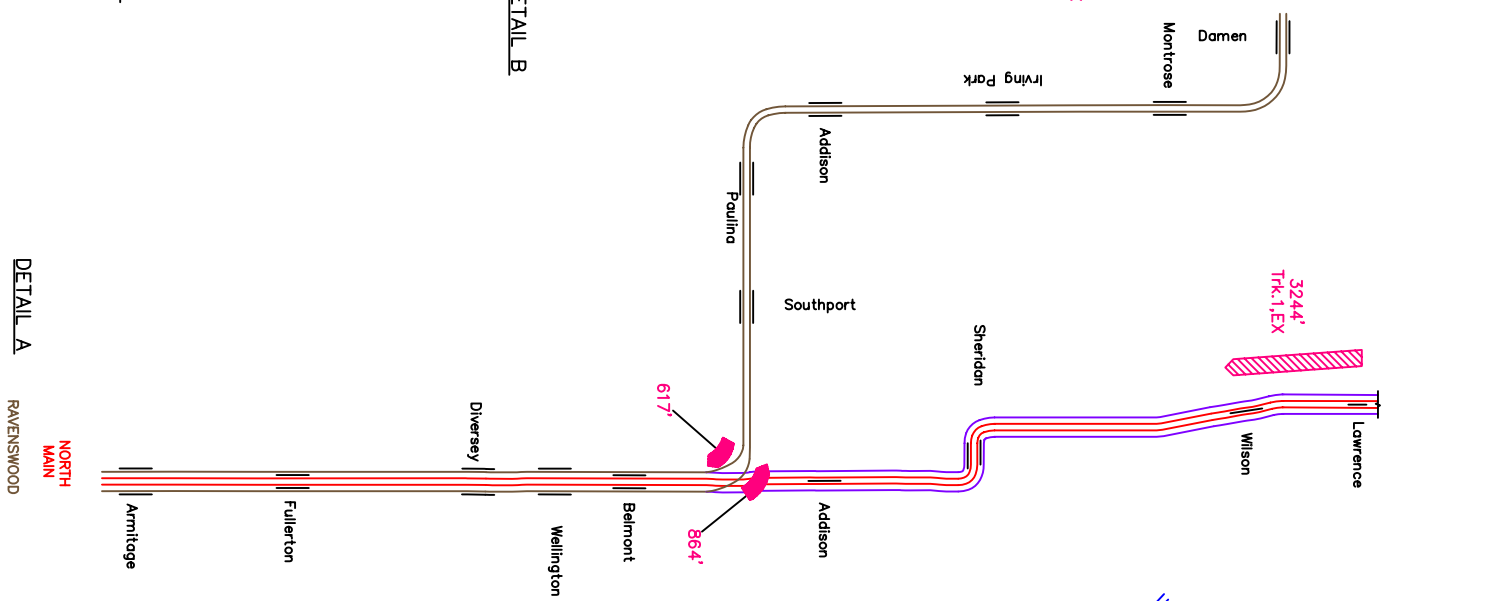 ETAIL B
Damen
Montrose
Irving Park
Addison
Paulina
Southport
3244'
Trk.1,EX
Sheridan
Lawrence
Wilson
617'
864'
Addison
Belmont
Wellington
Diversey
Fullerton
Armitage
DETAIL A
NORTH
MAIN
RAVENSWOOD